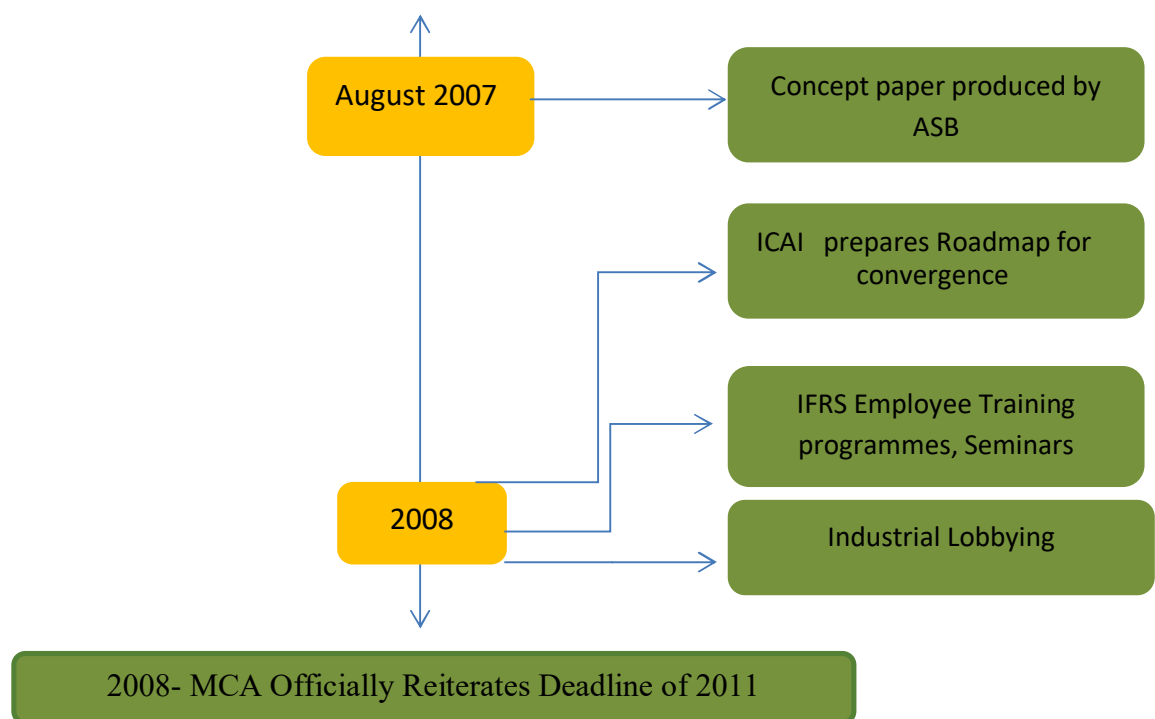 August 2007
Concept paper produced by
ASB
ICAI prepares Roadmap for
convergence
IFRS Employee Training
programmes, Seminars
2008
Industrial Lobbying
2008- MCA Officially Reiterates Deadline of 2011